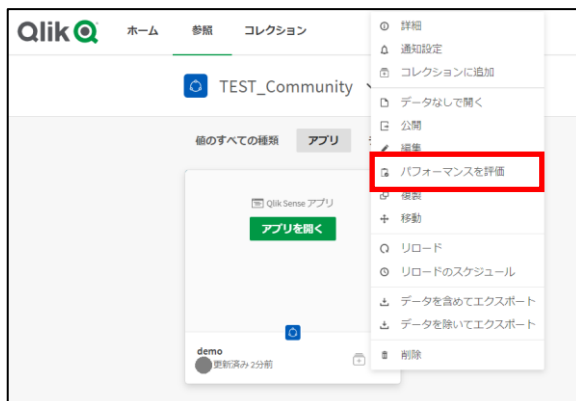 Qlik
ホーム
参照
コレクション
TEST_Community
値のすべての種類
アプリ
Qlik Sense アプリ
アプリを開く
demo
更新済み 2分前
詳細
通知設定
コレクションに追加
データなしで開く
公開
編集
パフォーマンスを評価
複製
移動
リロード
リロードのスケジュール
データを含めてエクスポート
データを除いてエクスポート
削除